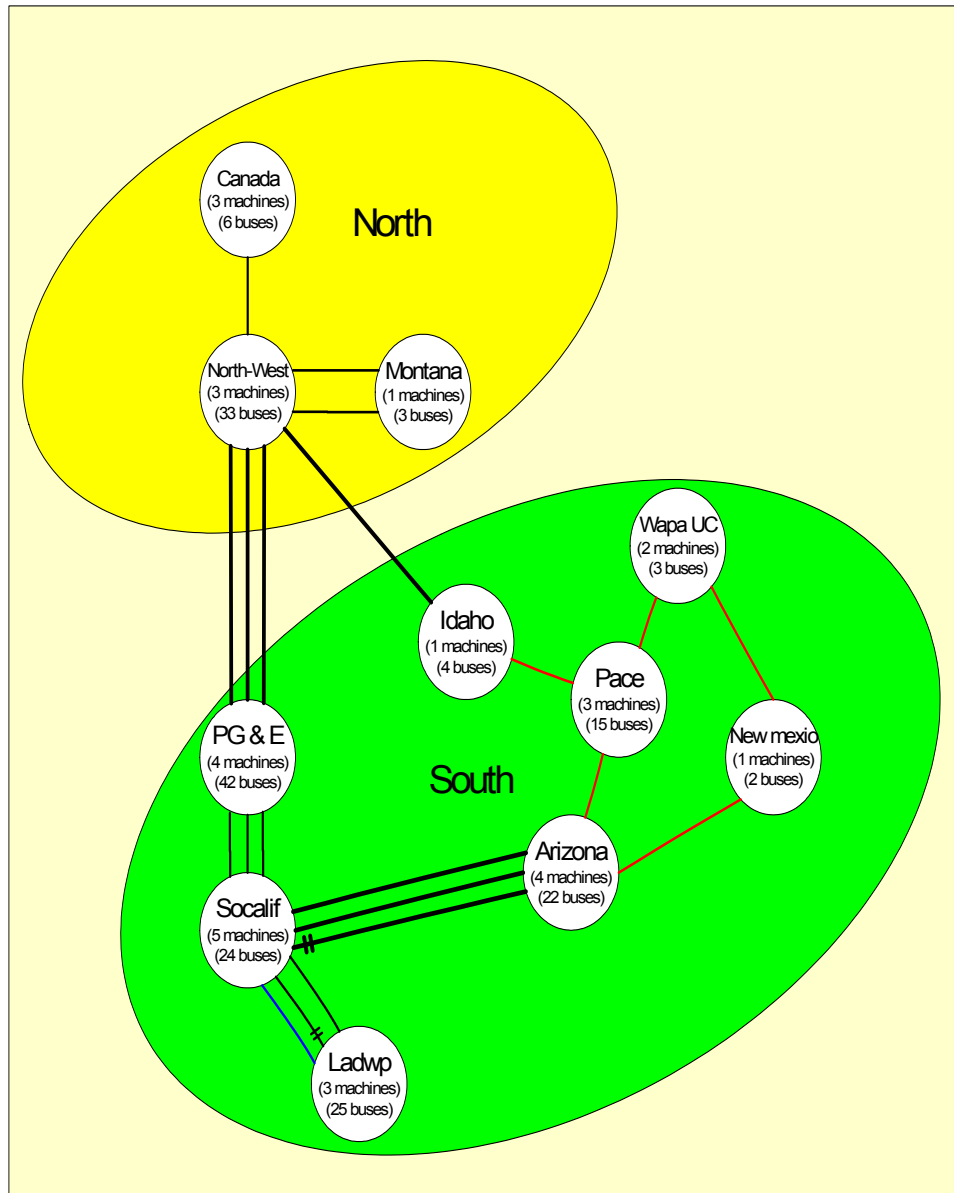 Canada
(3 machines)
(6 buses)
North
North-West
(3 machines)
(33 buses)
Montana
(1 machines)
(3 buses)
Wapa UC
(2 machines)
(3 buses)
Idaho
(1 machines)
(4 buses)
Pace
(3 machines)
(15 buses)
New mexio
(1 machines)
(2 buses)
PG & E
(4 machines)
(42 buses)
South
Arizona
(4 machines)
(22 buses)
Socalif
(5 machines)
(24 buses)
Ladwp
(3 machines)
(25 buses)